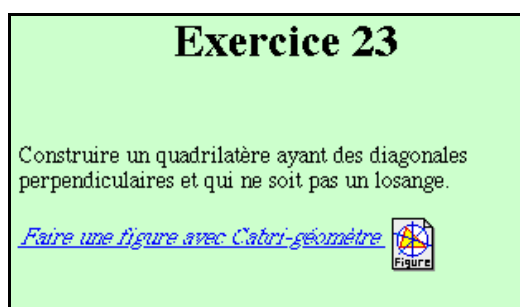 Exercice 23
Construire un quadrilatère ayant des diagonales
perpendiculaires et qui ne soit pas un losange.
Faire une figure avec Cabri-géomètre
Figure